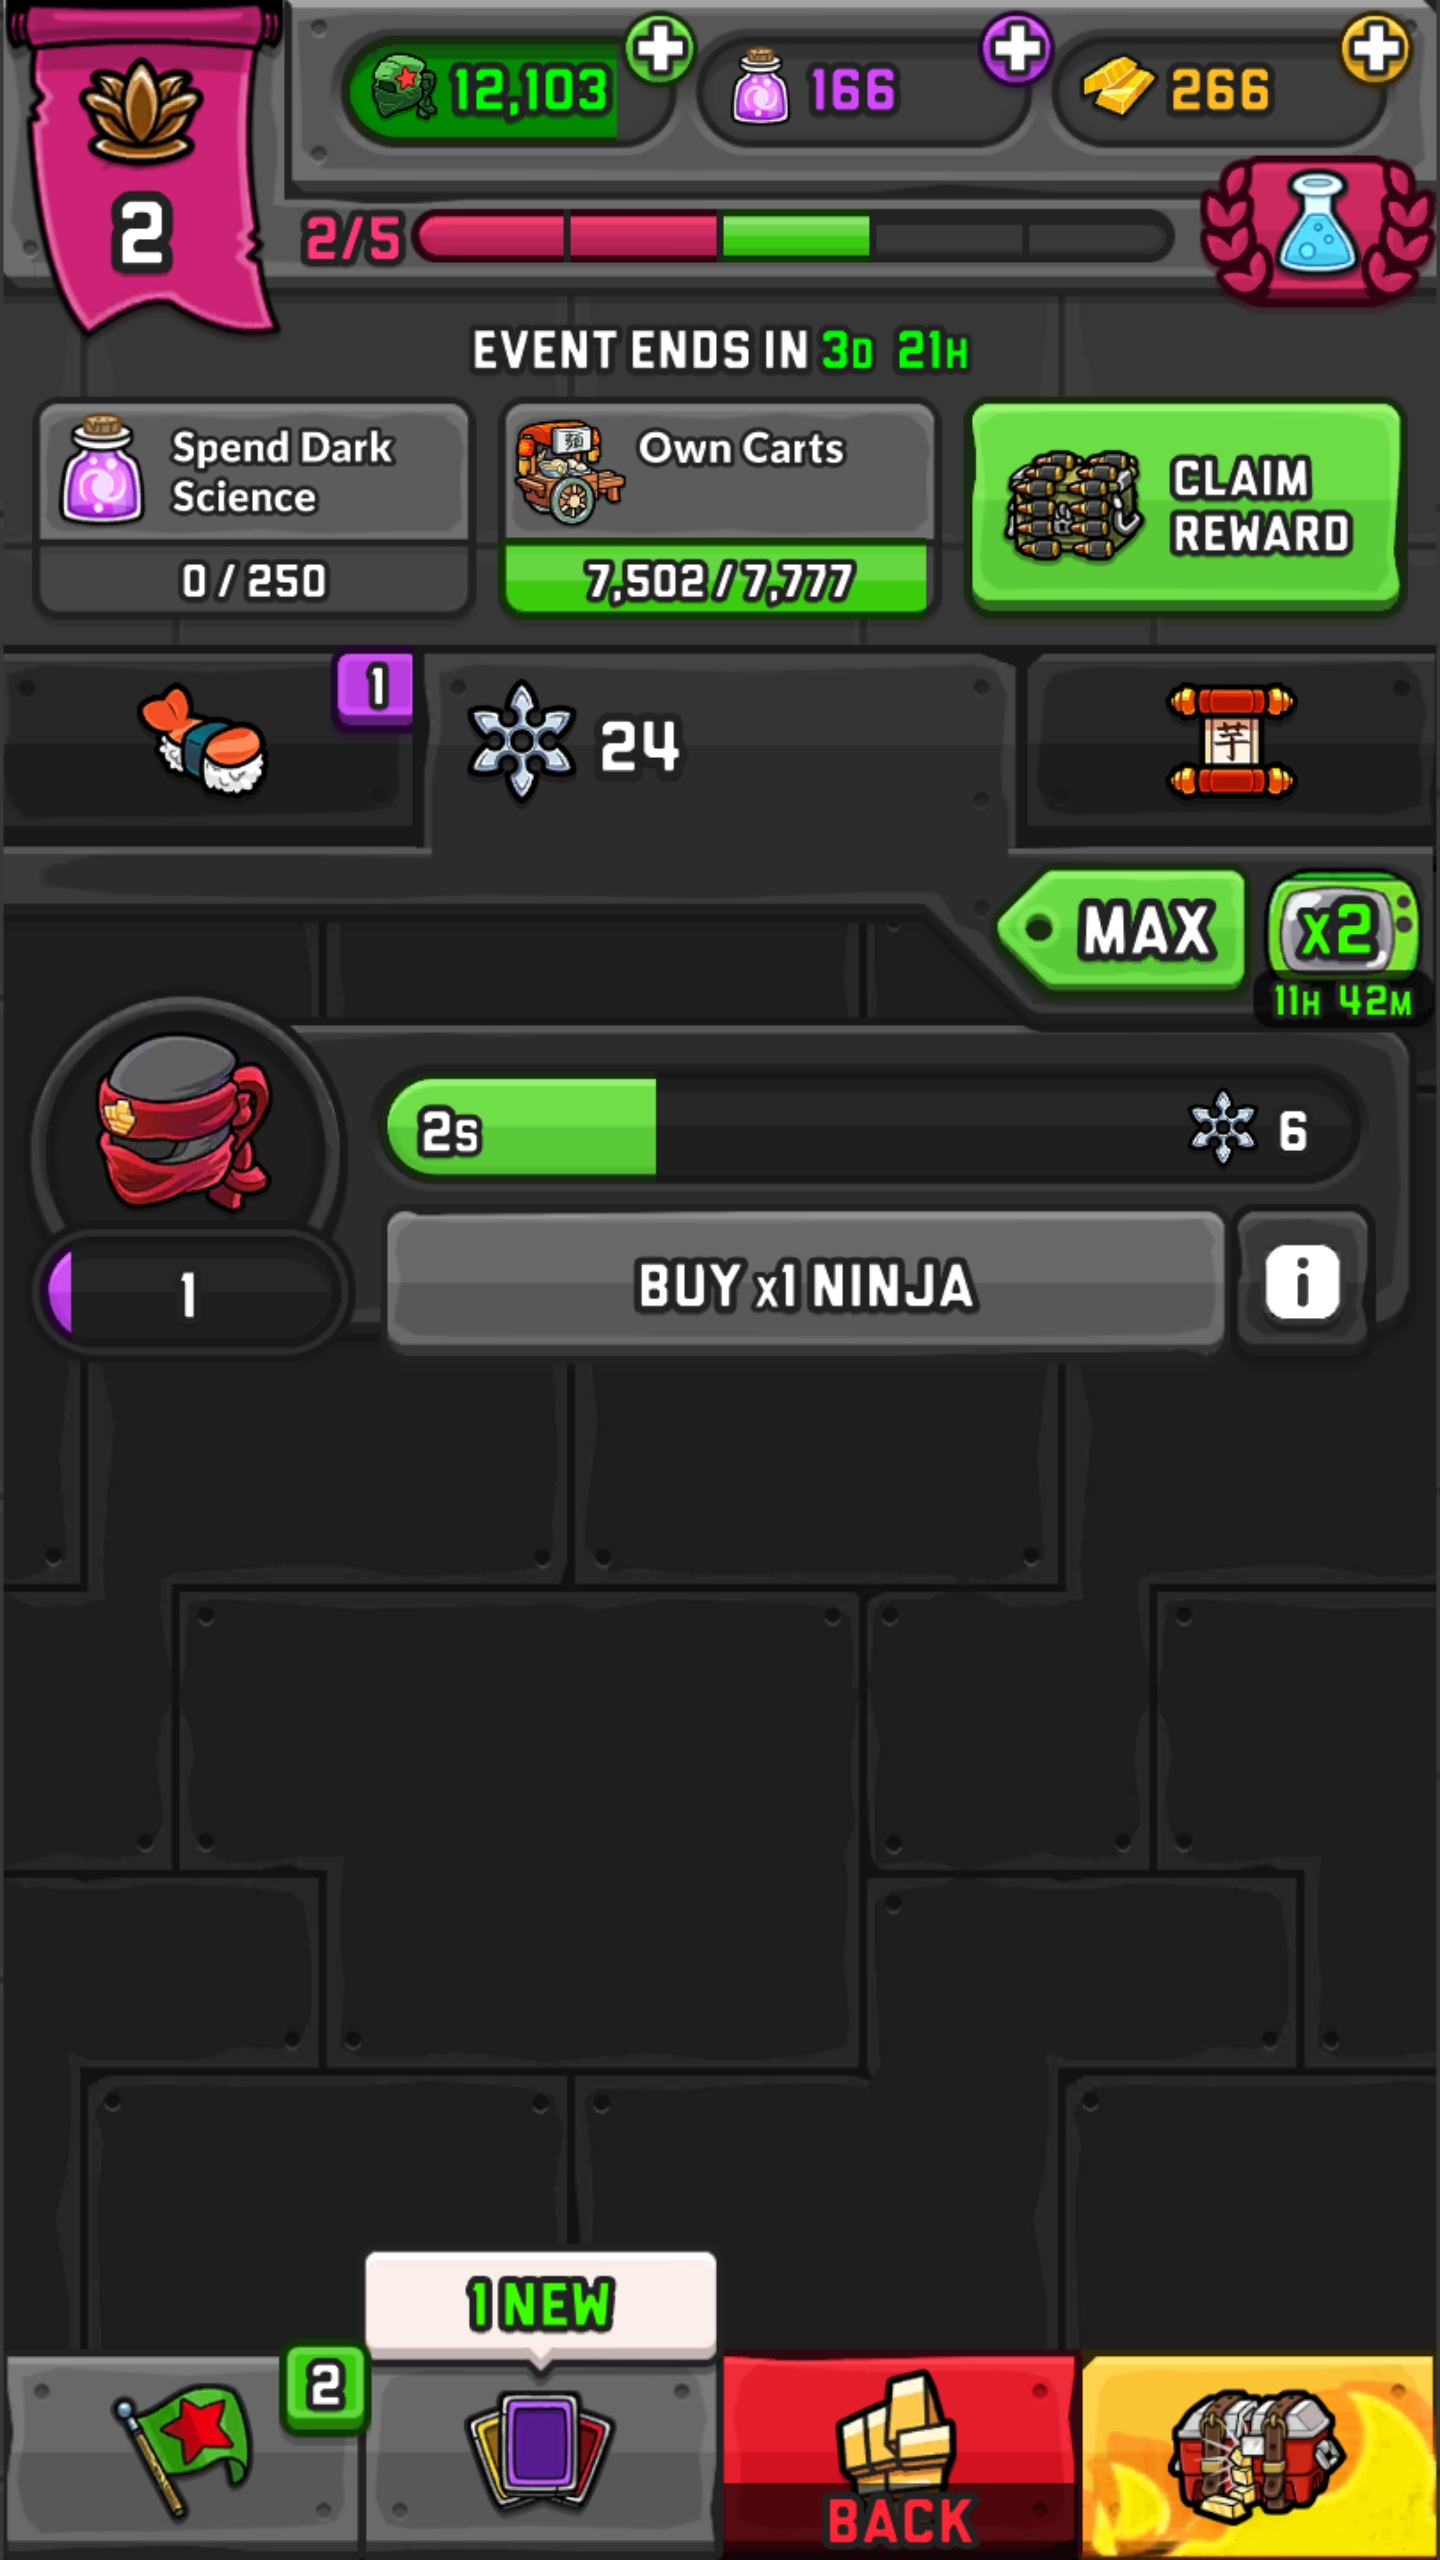 12,103
166
266
2
2/5
EVENT ENDS IN 3D 21H
Spend Dark
Science
0 / 250
Own Carts
蘋
7,502 / 7,777
CLAIM
REWARD
1
24
芋
MAX
x2
11H 42M
2s
6
1
BUY x1 NINJA
i
1 NEW
2
BACK